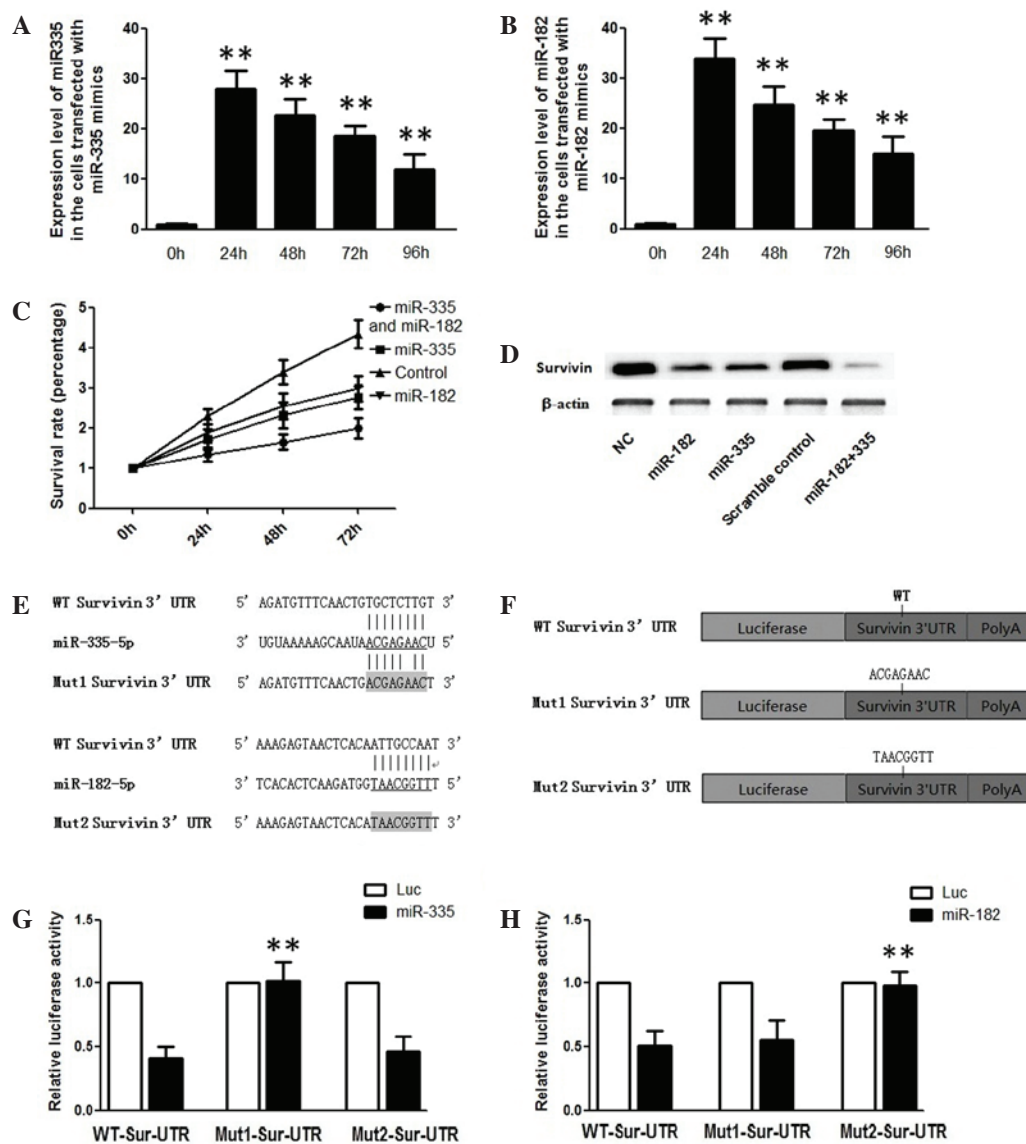 A
Expression level of miR335
in the cells transfected with
miR-335 mimics
40
30
20
10
0
**
**
**
**
0h
24h
48h
72h
96h
B
Expression level of miR-182
in the cells transfected with
miR-182 mimics
40
30
20
10
0
**
**
**
**
0h
24h
48h
72h
96h
C
Survival rate (percentage)
5
4
3
2
1
0
0h
24h
48h
72h
miR-335
and miR-182
miR-335
Control
miR-182
D
Survivin
β-actin
NC
miR-182
miR-335
Scramble control
miR-182+335
E
WT Survivin 3' UTR 5' AGATGTTTCAACTGTGCTCTTGT 3'
miR-335-5p 3' UGUAAAAAGCAAUAACGAGAACU 5'
Mut1 Survivin 3' UTR 5' AGATGTTTCAACTGACGAGAACT 3'
WT Survivin 3' UTR 5' AAAGAGTAACTCACAATTGCCAAT 3'
miR-182-5p 3' TCACACTCAAGATGGTAACGGTTT 5'
Mut2 Survivin 3' UTR 5' AAAGAGTAACTCACATAACGGTTT 3'
F
WT
WT Survivin 3' UTR Luciferase Survivin 3'UTR PolyA
ACGAGAAC
Mut1 Survivin 3' UTR Luciferase Survivin 3'UTR PolyA
TAACGGTT
Mut2 Survivin 3' UTR Luciferase Survivin 3'UTR PolyA
G
Relative luciferase activity
1.5
1.0
0.5
0.0
Luc
miR-335
**
WT-Sur-UTR
Mut1-Sur-UTR
Mut2-Sur-UTR
H
Relative luciferase activity
1.5
1.0
0.5
0.0
Luc
miR-182
**
WT-Sur-UTR
Mut1-Sur-UTR
Mut2-Sur-UTR